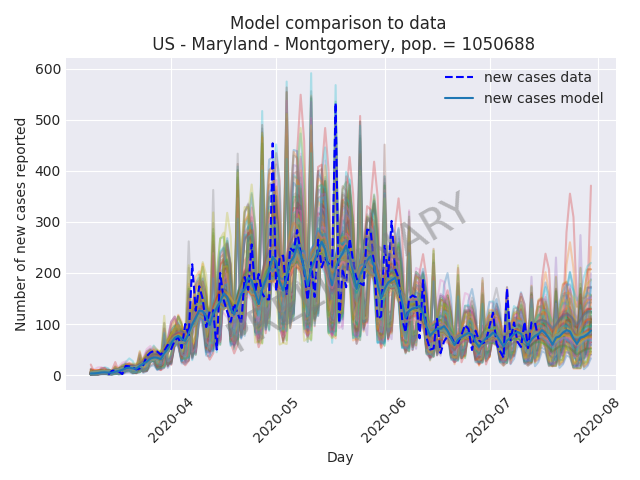 Model comparison to data
US - Maryland - Montgomery, pop. = 1050688
new cases data
new cases model
Number of new cases reported
600
500
400
300
200
100
0
2020-04
2020-05
2020-06
2020-07
2020-08
Day